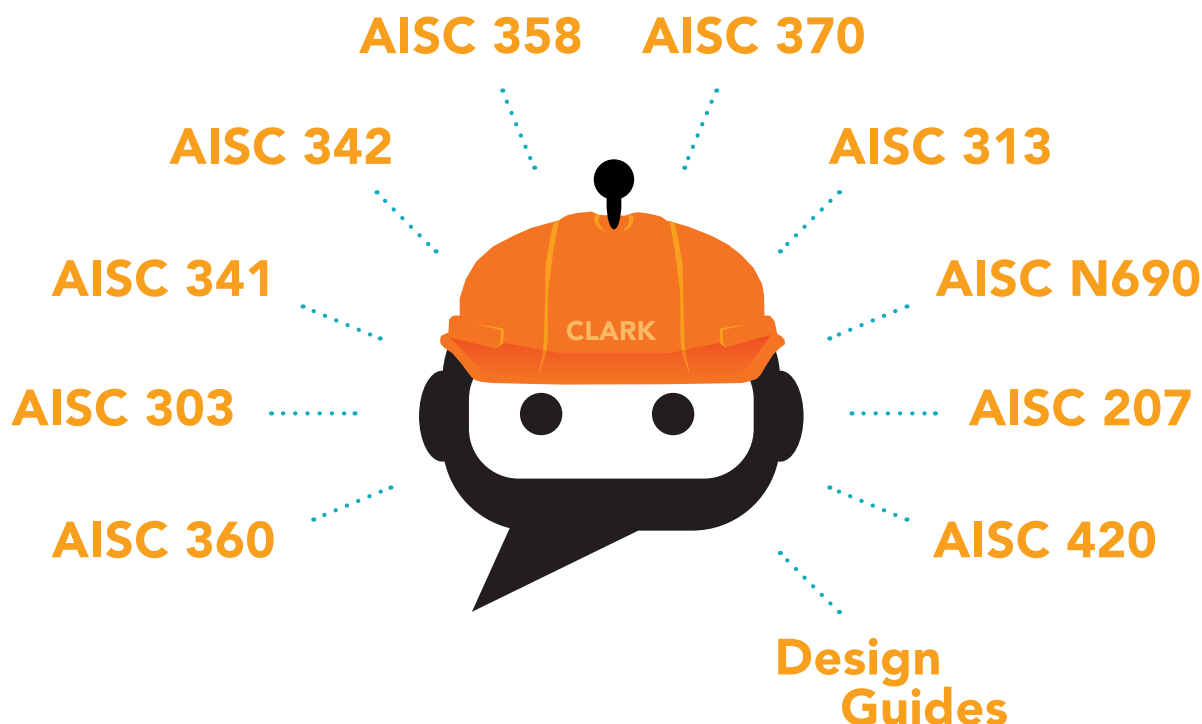 AISC 358
AISC 370
AISC 342
AISC 313
AISC 341
AISC N690
CLARK
AISC 303
AISC 207
AISC 360
AISC 420
Design
Guides